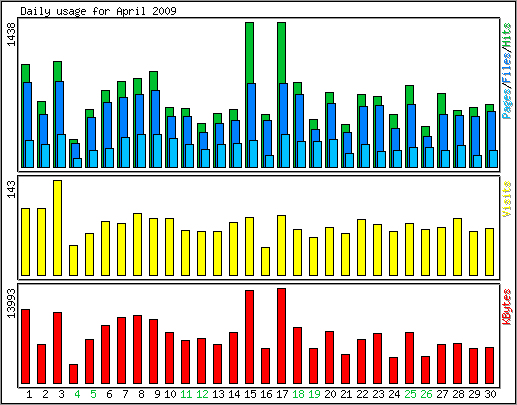 Daily usage for April 2009
1438
Pages/Files/Hits
143
Visits
13993
KBytes
1 2 3 4 5 6 7 8 9 10 11 12 13 14 15 16 17 18 19 20 21 22 23 24 25 26 27 28 29 30